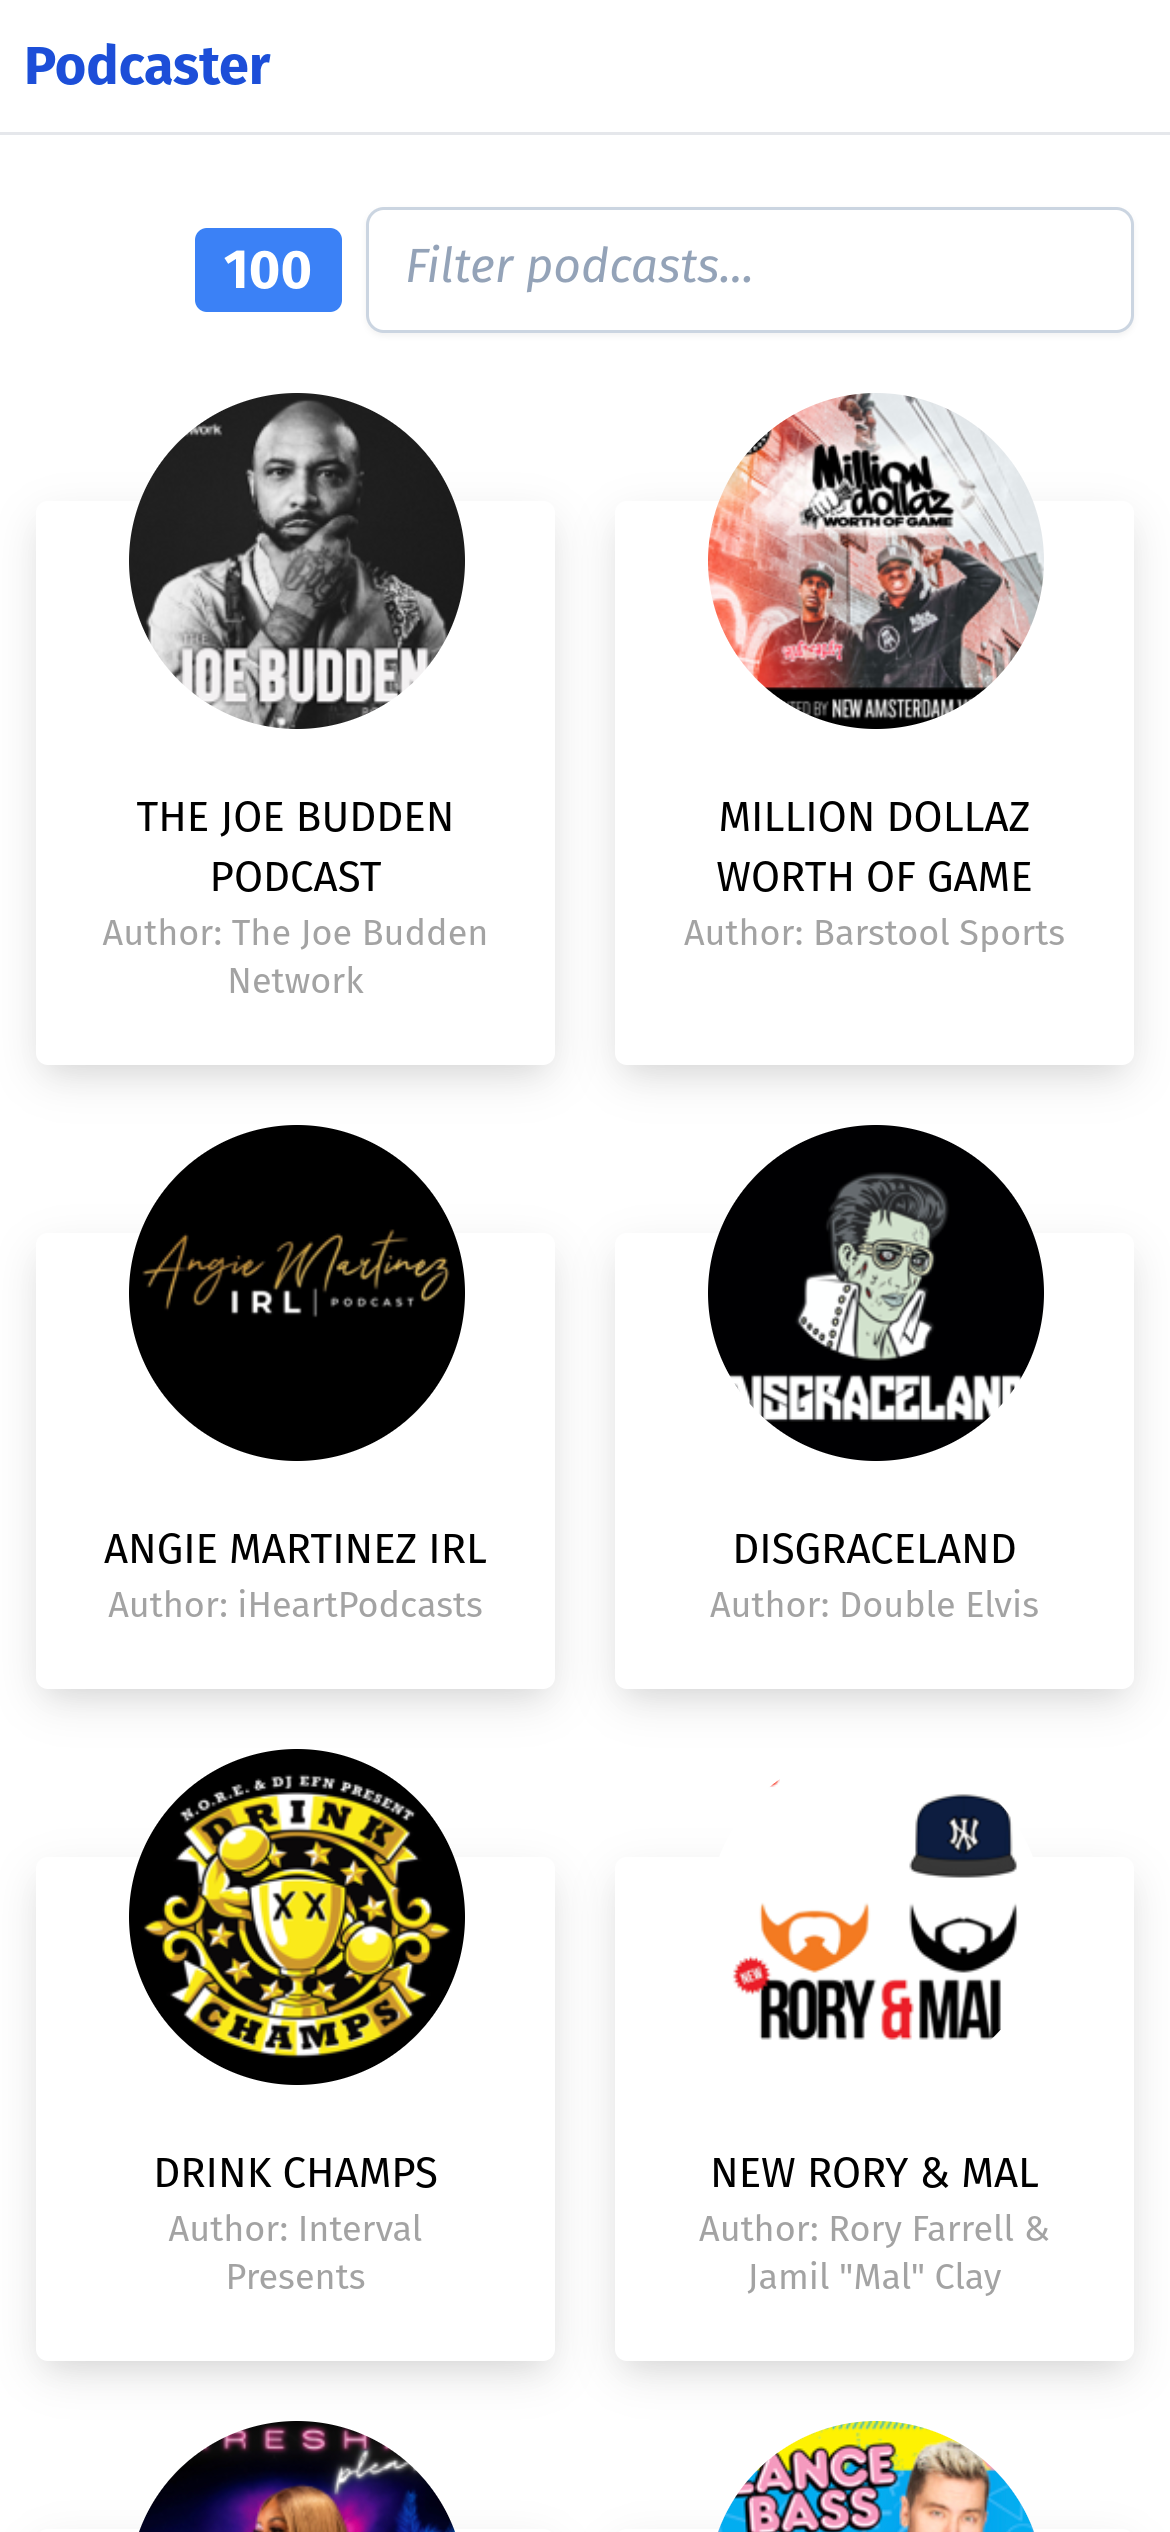 Podcaster
100
Filter podcasts...
JOE BUDDEN
THE JOE BUDDEN
PODCAST
Author: The Joe Budden
Network
Million
dollaz
WORTH OF GAME
NEW AMSTERDAM
MILLION DOLLAZ
WORTH OF GAME
Author: Barstool Sports
Angie Martinez
IRL | PODCAST
ANGIE MARTINEZ IRL
Author: iHeartPodcasts
DISGRACELAND
DISGRACELAND
Author: Double Elvis
N.O.R.E. & DJ EFN PRESENT
DRINK
CHAMPS
DRINK CHAMPS
Author: Interval
Presents
NY
NEW
RORY & MAL
NEW RORY & MAL
Author: Rory Farrell &
Jamil "Mal" Clay
LANCE
BASS